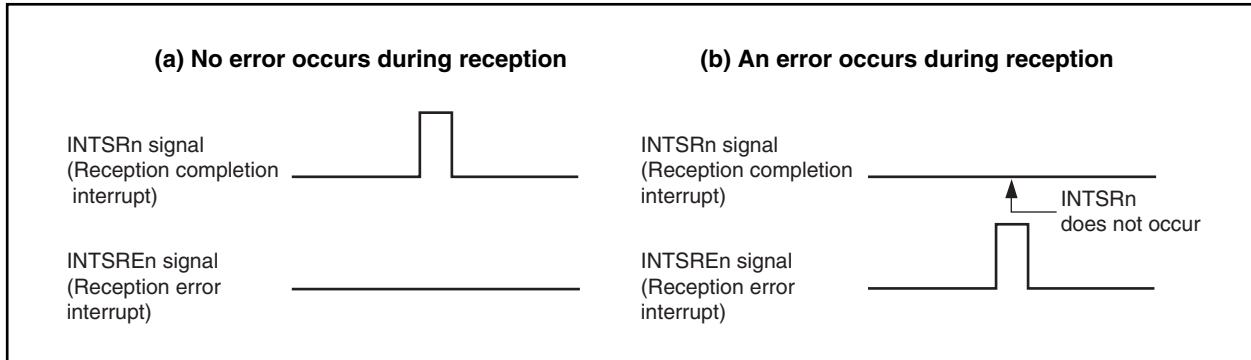 (a) No error occurs during reception
INTSRn signal
(Reception completion
interrupt)
INTSREn signal
(Reception error
interrupt)
(b) An error occurs during reception
INTSRn signal
(Reception completion
interrupt)
INTSRn
does not occur
INTSREn signal
(Reception error
interrupt)